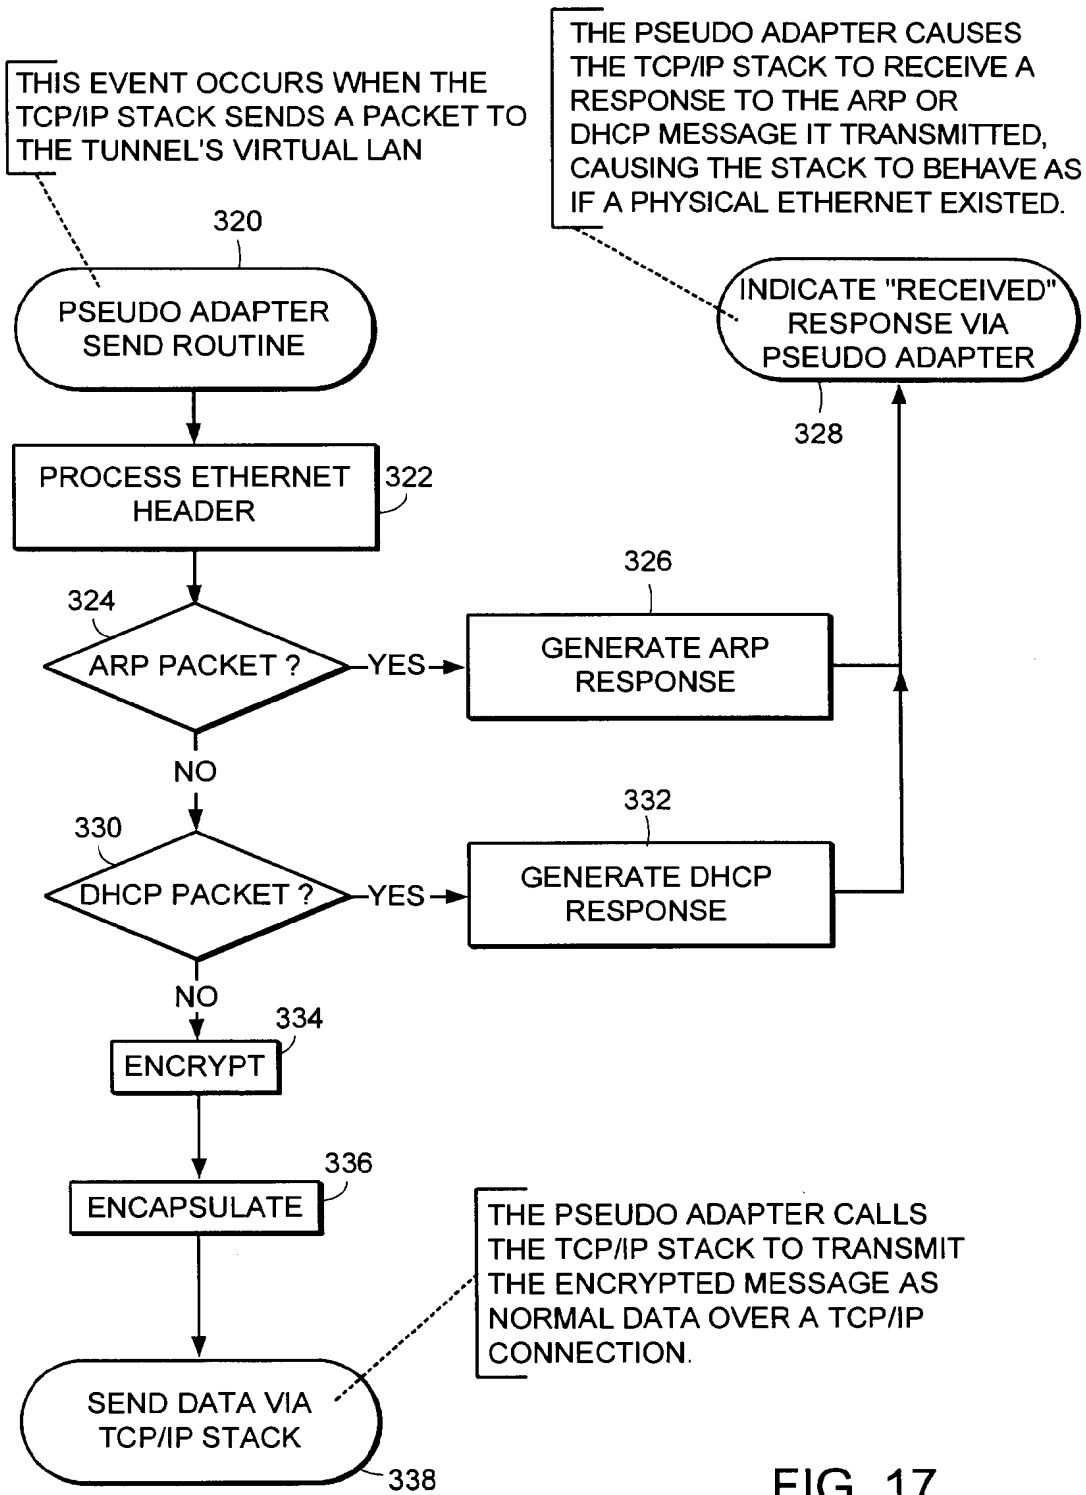 THIS EVENT OCCURS WHEN THE
TCP/IP STACK SENDS A PACKET TO
THE TUNNEL'S VIRTUAL LAN
THE PSEUDO ADAPTER CAUSES
THE TCP/IP STACK TO RECEIVE A
RESPONSE TO THE ARP OR
DHCP MESSAGE IT TRANSMITTED,
CAUSING THE STACK TO BEHAVE AS
IF A PHYSICAL ETHERNET EXISTED.
320
PSEUDO ADAPTER
SEND ROUTINE
INDICATE "RECEIVED"
RESPONSE VIA
PSEUDO ADAPTER
328
PROCESS ETHERNET
HEADER
322
324
ARP PACKET ?
YES
326
GENERATE ARP
RESPONSE
NO
330
DHCP PACKET ?
YES
332
GENERATE DHCP
RESPONSE
NO
334
ENCRYPT
336
ENCAPSULATE
THE PSEUDO ADAPTER CALLS
THE TCP/IP STACK TO TRANSMIT
THE ENCRYPTED MESSAGE AS
NORMAL DATA OVER A TCP/IP
CONNECTION.
SEND DATA VIA
TCP/IP STACK
338
FIG. 17